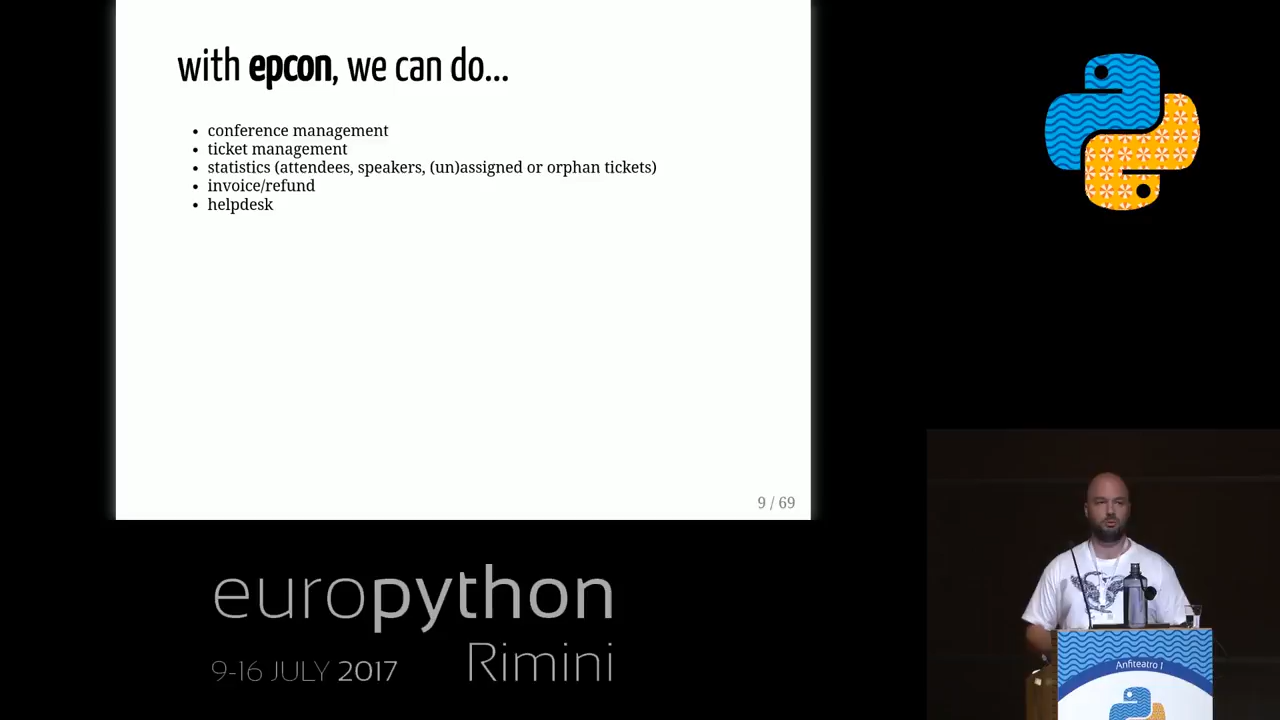 with epcon, we can do...
• conference management
• ticket management
• statistics (attendees, speakers, (un)assigned or orphan tickets)
• invoice/refund
• helpdesk
9 / 69
europython
9-16 JULY 2017 Rimini
Anfiteatro I